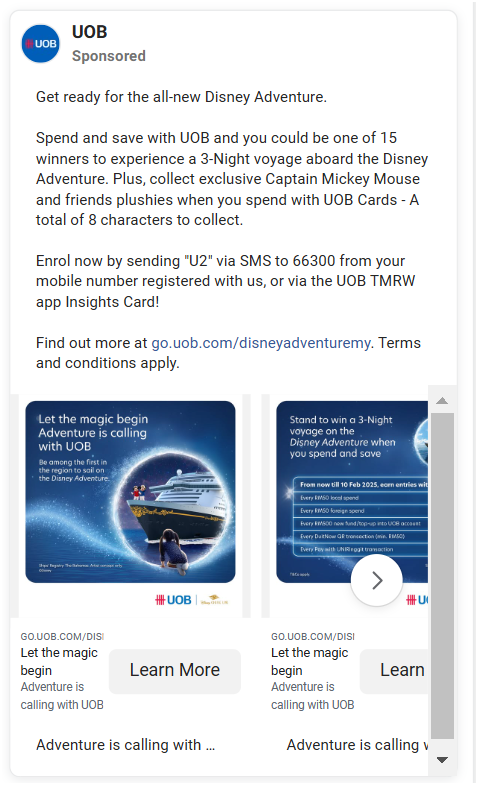 UOB
UOB
Sponsored
Get ready for the all-new Disney Adventure.
Spend and save with UOB and you could be one of 15
winners to experience a 3-Night voyage aboard the Disney
Adventure. Plus, collect exclusive Captain Mickey Mouse
and friends plushies when you spend with UOB Cards - A
total of 8 characters to collect.
Enrol now by sending "U2" via SMS to 66300 from your
mobile number registered with us, or via the UOB TMRW
app Insights Card!
Find out more at go.uob.com/disneyadventuremy. Terms
and conditions apply.
Let the magic begin
Adventure is calling
with UOB
Be among the first in
the region to sail on
the Disney Adventure.
Ships' Registry: The Bahamas
UOB
Stand to win a 3-Night
voyage on the
Disney Adventure when
you spend and save
From now till 10 Feb 2025, earn entries wit
Every RM50 local spend
Every RM50 foreign spend
Every RM500 new fund/top-up into UOB account
Every DuitNow QR transaction (min. RM50)
Every Pay with UNIRinggit transaction
UO
GO.UOB.COM/DISI
Let the magic
begin
Adventure is
calling with UOB
Learn More
GO.UOB.COM/DISI
Let the magic
begin
Adventure is
calling with UOB
Learn
Adventure is calling with ...
Adventure is calling w